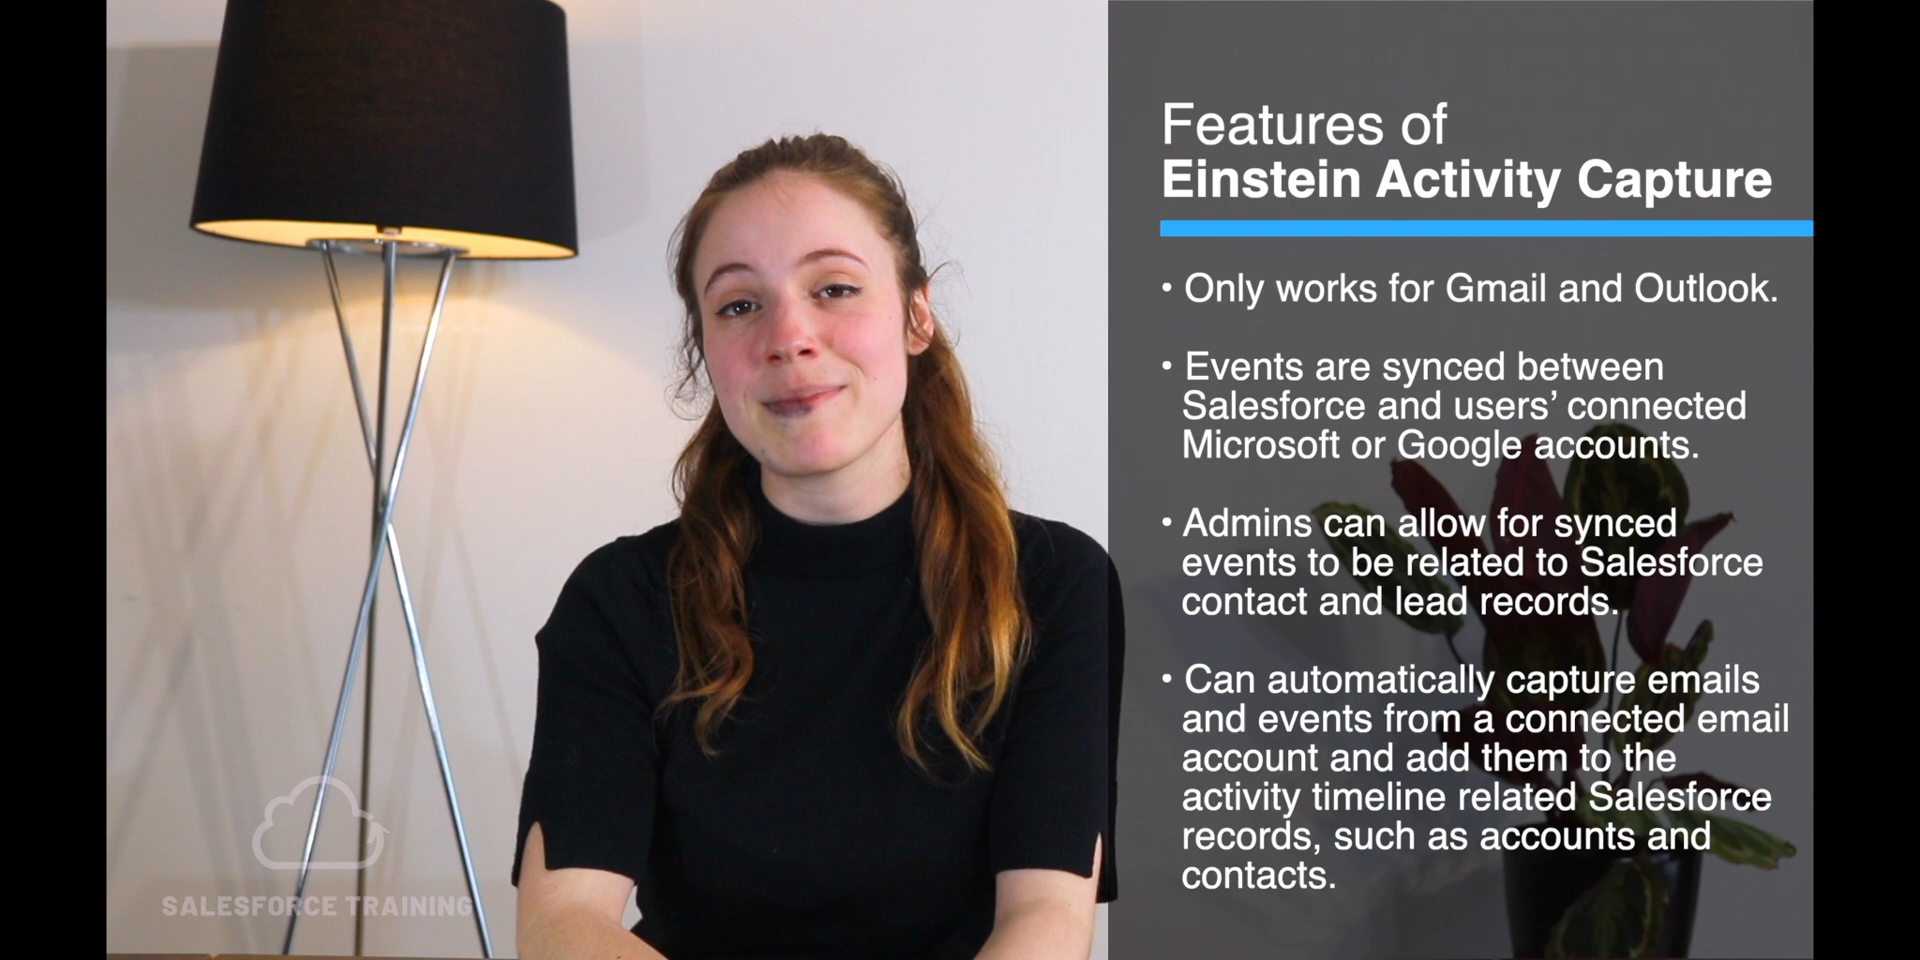 Features of
Einstein Activity Capture
• Only works for Gmail and Outlook.
• Events are synced between
Salesforce and users’ connected
Microsoft or Google accounts.
• Admins can allow for synced
events to be related to Salesforce
contact and lead records.
• Can automatically capture emails
and events from a connected email
account and add them to the
activity timeline related Salesforce
records, such as accounts and
contacts.
SALESFORCE TRAINING